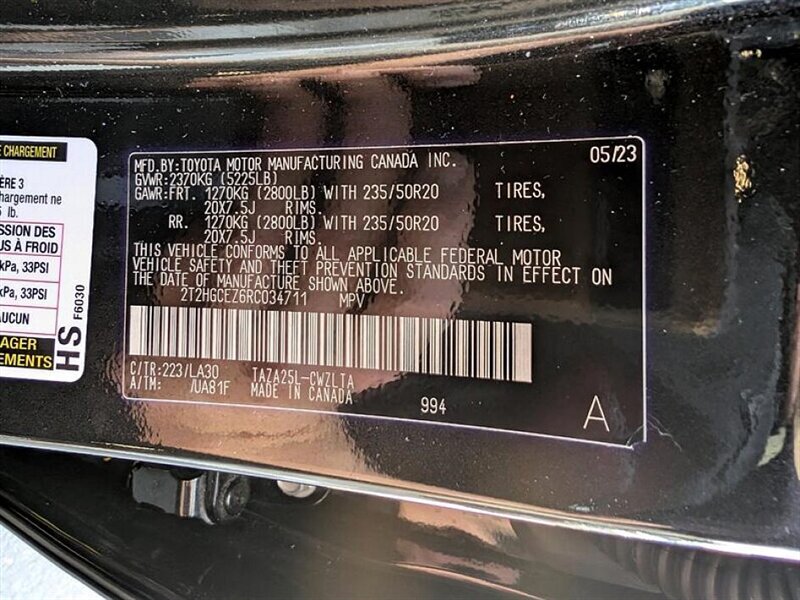 E CHARGEMENT
ÈRE 3
hargement ne
5 lb.
SSION DES
US À FROID
kPa, 33PSI
kPa, 33PSI
AUCUN
AGER
EMENTS
HS F6030
MFD.BY:TOYOTA MOTOR MANUFACTURING CANADA INC. 05/23
GVWR:2370KG (5225LB)
GAWR:FRT. 1270KG (2800LB) WITH 235/50R20 TIRES,
20X7.5J RIMS.
RR. 1270KG (2800LB) WITH 235/50R20 TIRES,
20X7.5J RIMS.
THIS VEHICLE CONFORMS TO ALL APPLICABLE FEDERAL MOTOR
VEHICLE SAFETY AND THEFT PREVENTION STANDARDS IN EFFECT ON
THE DATE OF MANUFACTURE SHOWN ABOVE.
2T2HGCEZ6RC034711 MPV
C/TR:223/LA30 TAZA25L-CWZLTA
A/TM: /UA81F MADE IN CANADA
994 A